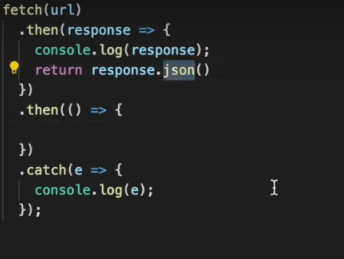 fetch(url)
  .then(response => {
    console.log(response);
    return response.json()
  })
  .then(() => {

  })
  .catch(e => {
    console.log(e);
  });